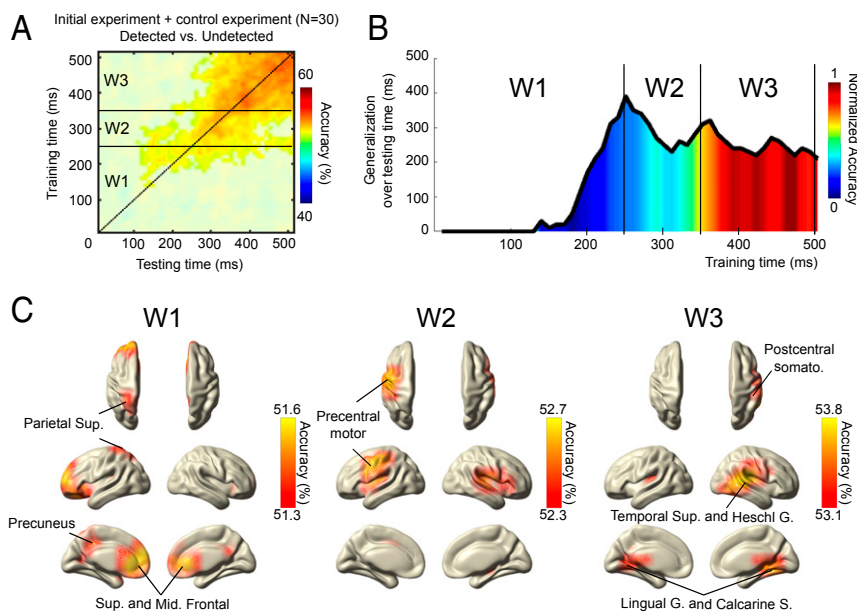 A
Initial experiment + control experiment (N=30)
Detected vs. Undetected
500
400
300
200
100
0
W3
W2
W1
Training time (ms)
0
100
200
300
400
500
Testing time (ms)
60
Accuracy (%)
40
B
Generalization
over testing time (ms)
500
400
300
200
100
0
W1
W2
W3
100
200
300
400
500
Training time (ms)
1
Normalized Accuracy
0
C
W1
Parietal Sup.
Precuneus
Sup. and Mid. Frontal
51.6
Accuracy (%)
51.3
W2
Precentral
motor
52.7
Accuracy (%)
52.3
W3
Postcentral
somato.
Temporal Sup. and Heschl G.
Lingual G. and Calcarine S.
53.8
Accuracy (%)
53.1